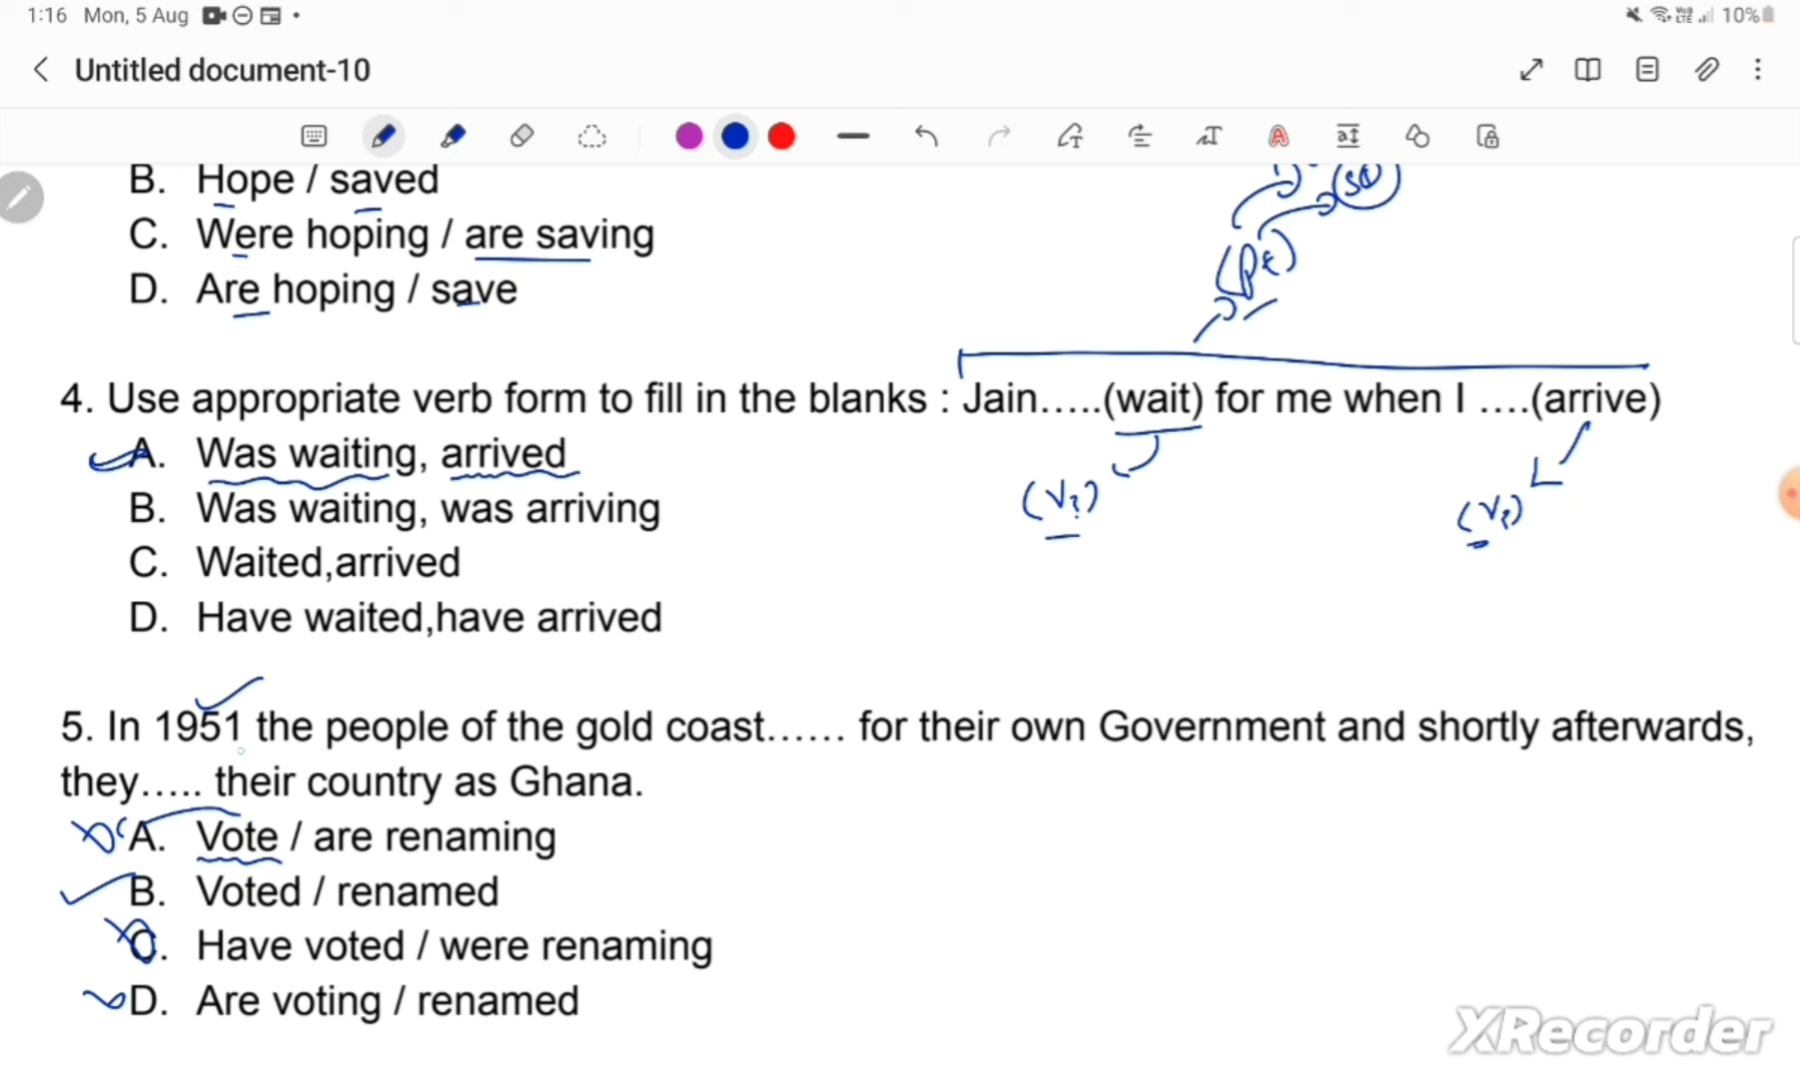 1:16 Mon, 5 Aug 10%
Untitled document-10
B. Hope / saved
C. Were hoping / are saving
D. Are hoping / save
4. Use appropriate verb form to fill in the blanks : Jain.....(wait) for me when I ....(arrive)
A. Was waiting, arrived
B. Was waiting, was arriving
C. Waited,arrived
D. Have waited,have arrived
(V?)
(V?)
5. In 1951 the people of the gold coast...... for their own Government and shortly afterwards,
they..... their country as Ghana.
A. Vote / are renaming
B. Voted / renamed
C. Have voted / were renaming
D. Are voting / renamed
XRecorder